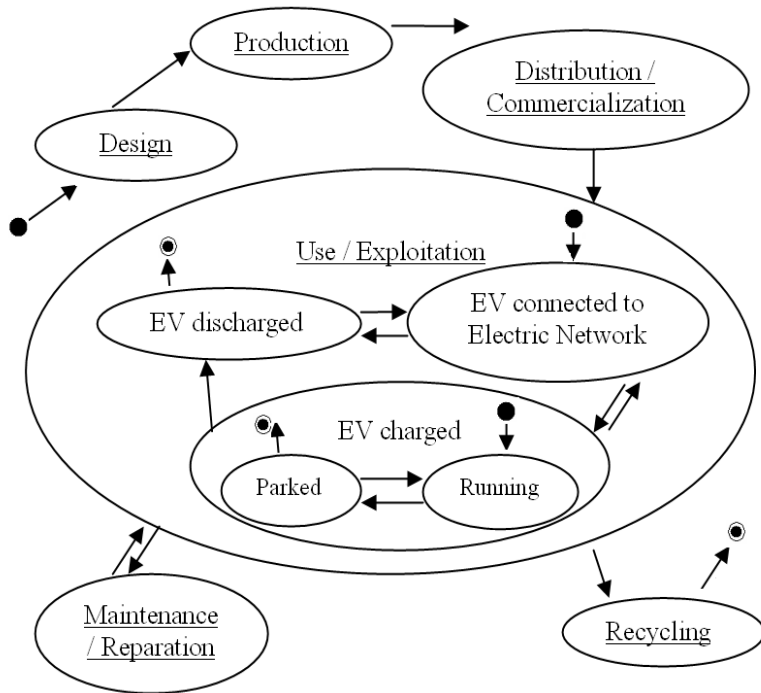 Production
Distribution /
Commercialization
Design
Use / Exploitation
EV discharged
EV connected to
Electric Network
EV charged
Parked
Running
Maintenance
/ Reparation
Recycling